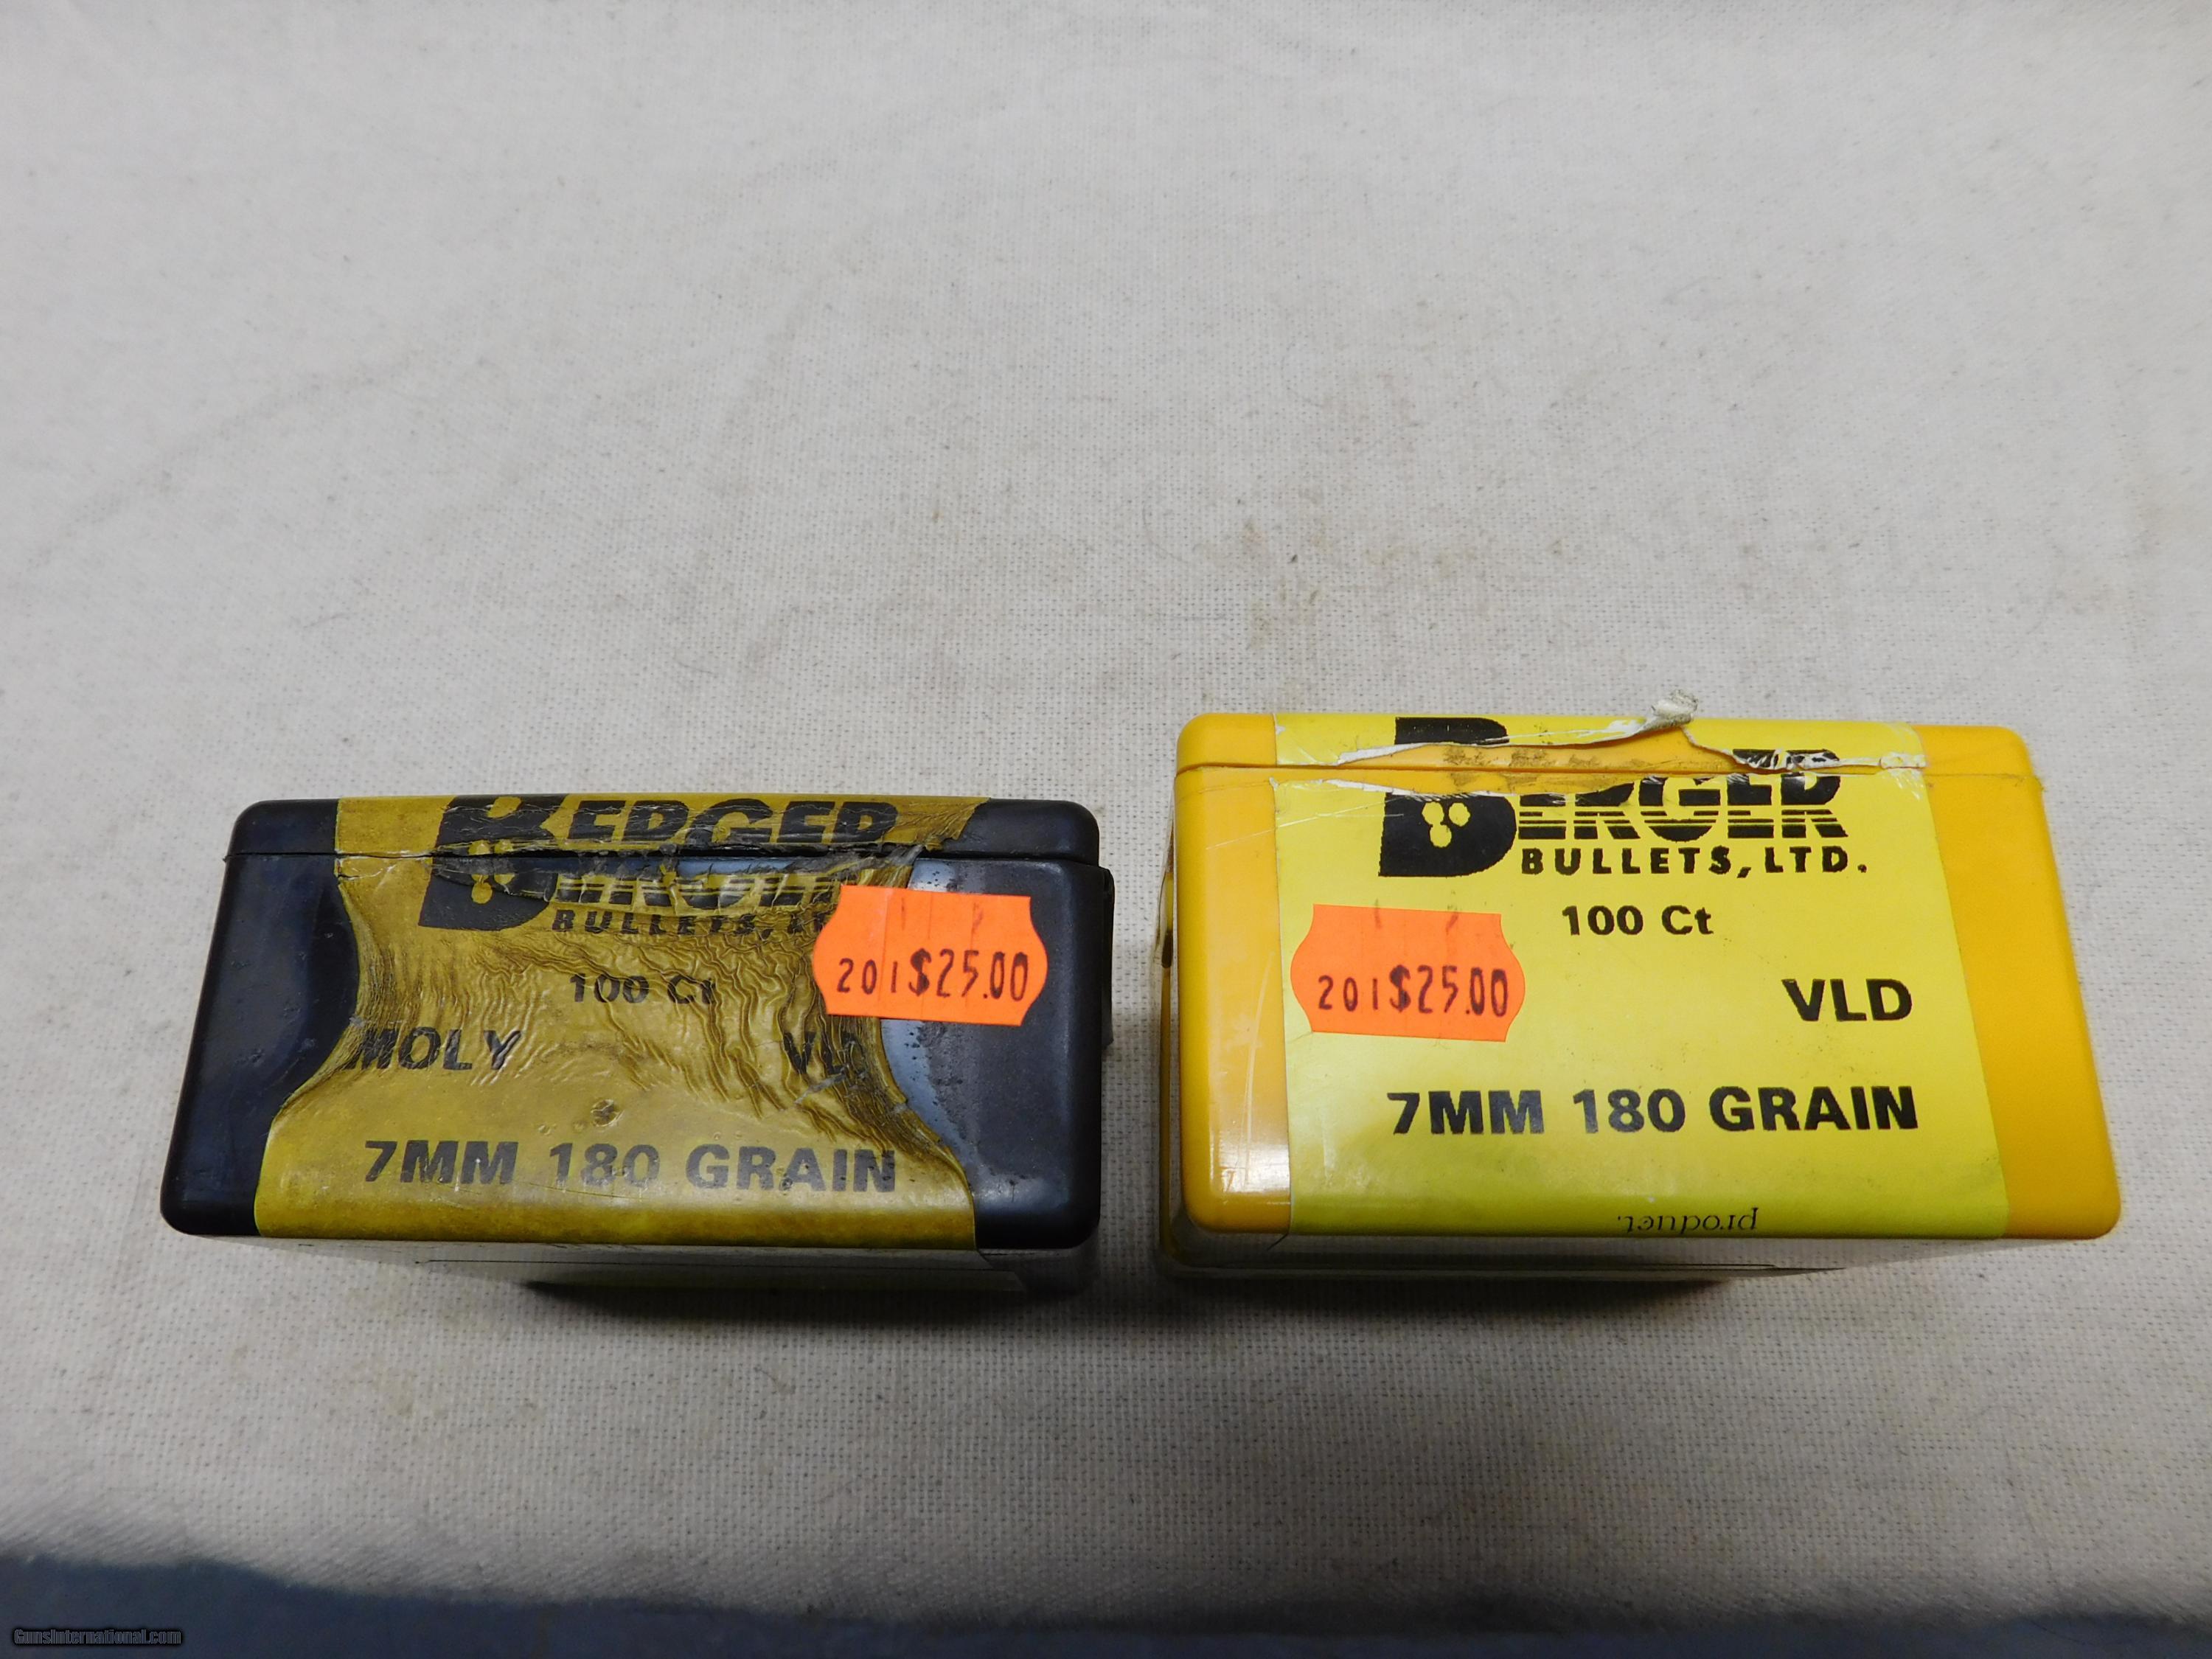 BERGER
BULLETS,
100 Ct
MOLY
7MM 180 GRAIN
201$25.00
BERGER
BULLETS, LTD.
100 Ct
VLD
201$25.00
7MM 180 GRAIN
product.
GunsInternational.com